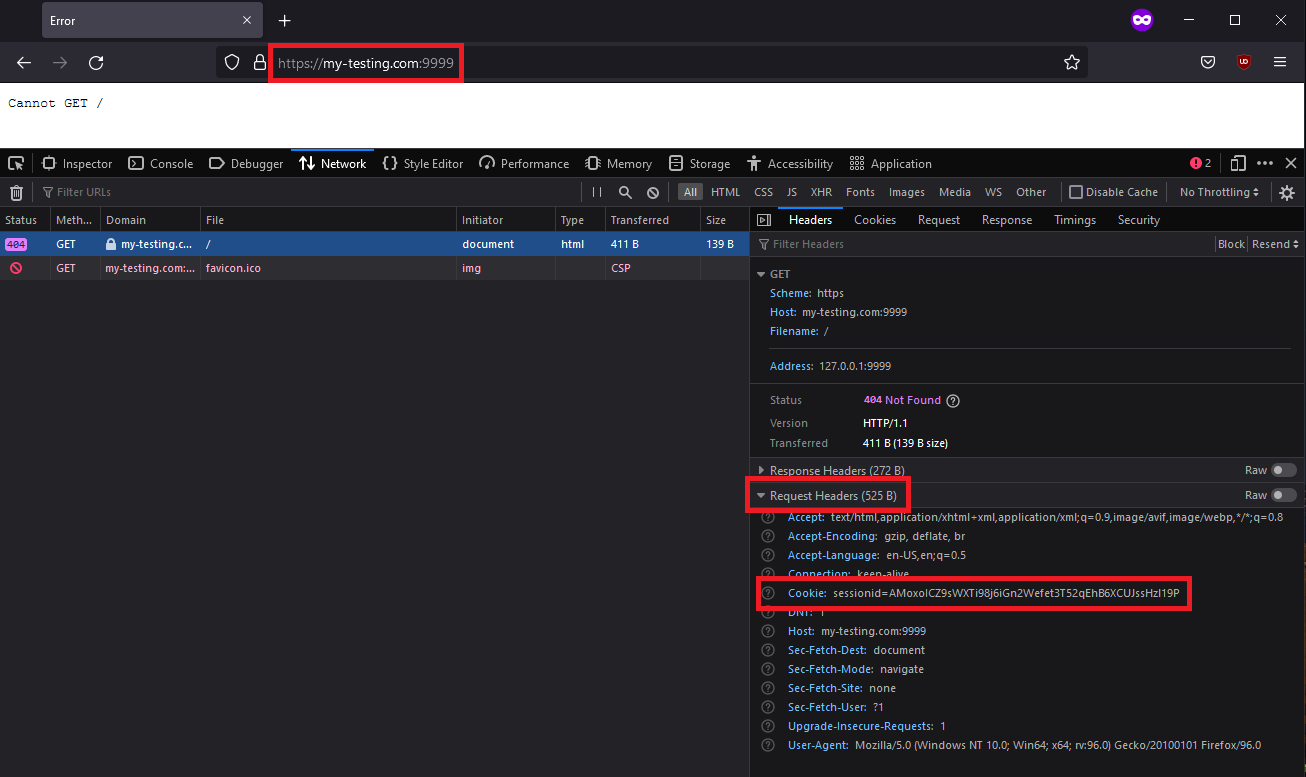 Error
https://my-testing.com:9999
Cannot GET /
Inspector Console Debugger Network Style Editor Performance Memory Storage Accessibility Application 2
Filter URLs All HTML CSS JS XHR Fonts Images Media WS Other Disable Cache No Throttling
Status Meth... Domain File Initiator Type Transferred Size
404 GET my-testing.c... / document html 411 B 139 B
GET my-testing.com:... favicon.ico img CSP
Headers Cookies Request Response Timings Security
Filter Headers Block Resend
GET
Scheme: https
Host: my-testing.com:9999
Filename: /
Address: 127.0.0.1:9999
Status 404 Not Found
Version HTTP/1.1
Transferred 411 B (139 B size)
Response Headers (272 B) Raw
Request Headers (525 B) Raw
Accept: text/html,application/xhtml+xml,application/xml;q=0.9,image/avif,image/webp,*/*;q=0.8
Accept-Encoding: gzip, deflate, br
Accept-Language: en-US,en;q=0.5
Connection: keep-alive
Cookie: sessionid=AMoxolCZ9sWXTi98j6iGn2Wefet3T52qEhB6XCUJssHzI19P
DNT: 1
Host: my-testing.com:9999
Sec-Fetch-Dest: document
Sec-Fetch-Mode: navigate
Sec-Fetch-Site: none
Sec-Fetch-User: ?1
Upgrade-Insecure-Requests: 1
User-Agent: Mozilla/5.0 (Windows NT 10.0; Win64; x64; rv:96.0) Gecko/20100101 Firefox/96.0